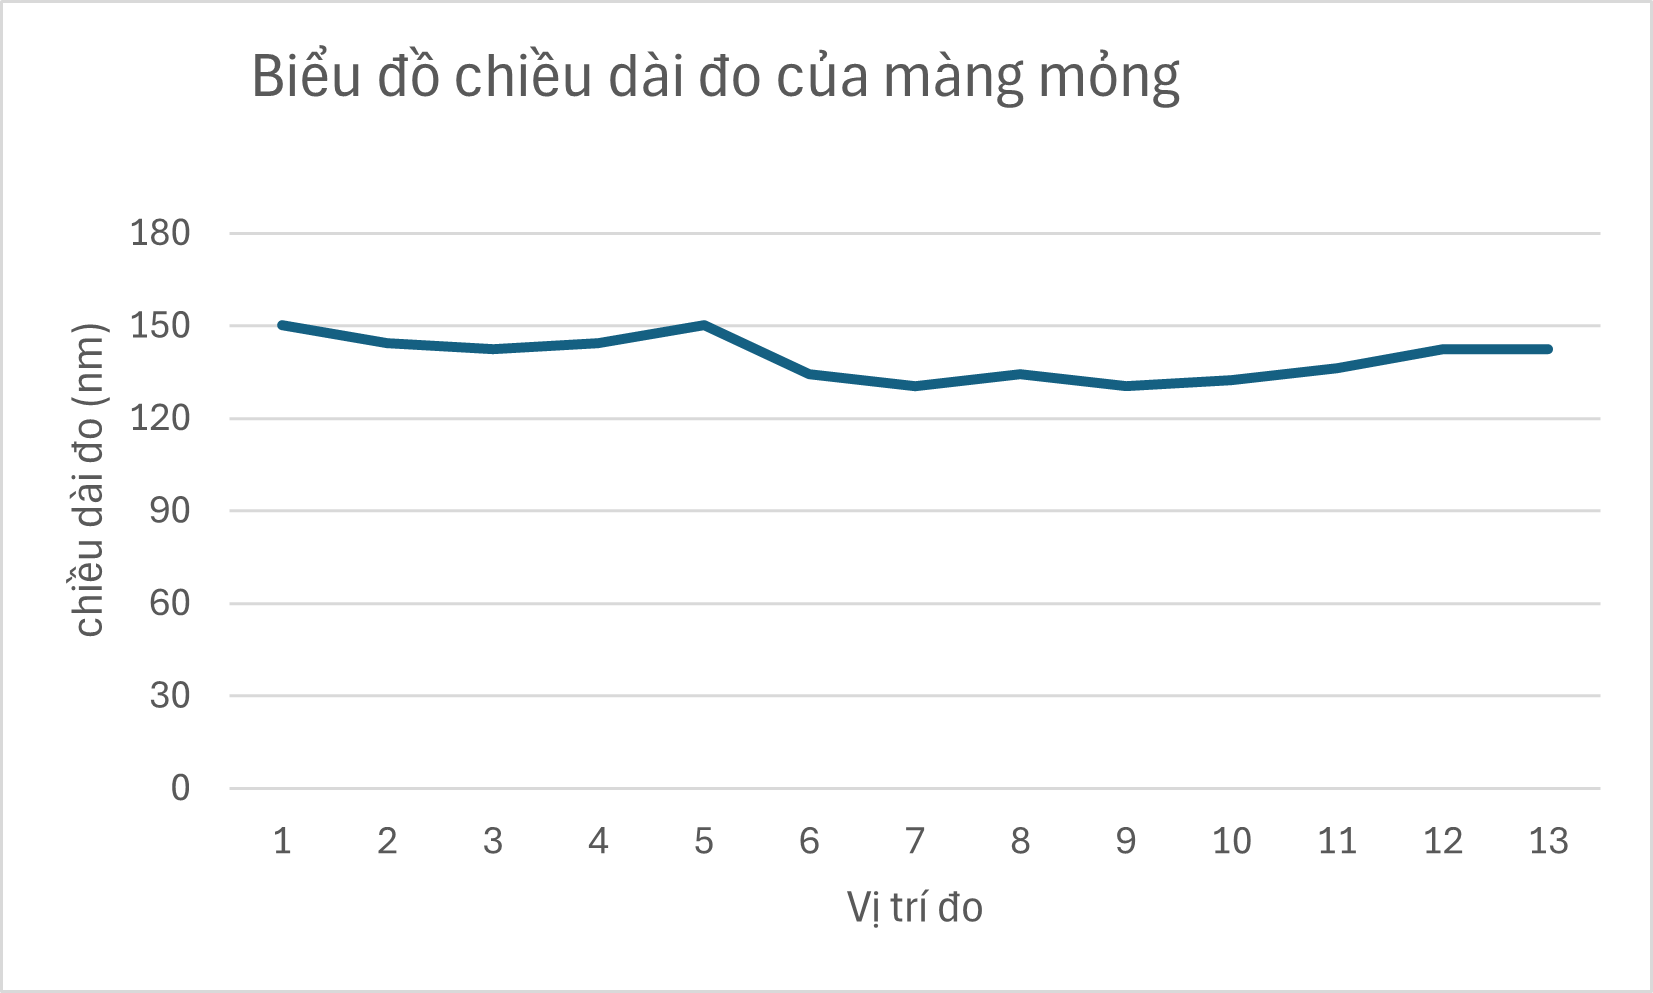 Biểu đồ chiều dài đo của màng mỏng
chiều dài đo (nm)
180
150
120
90
60
30
0
1 2 3 4 5 6 7 8 9 10 11 12 13
Vị trí đo